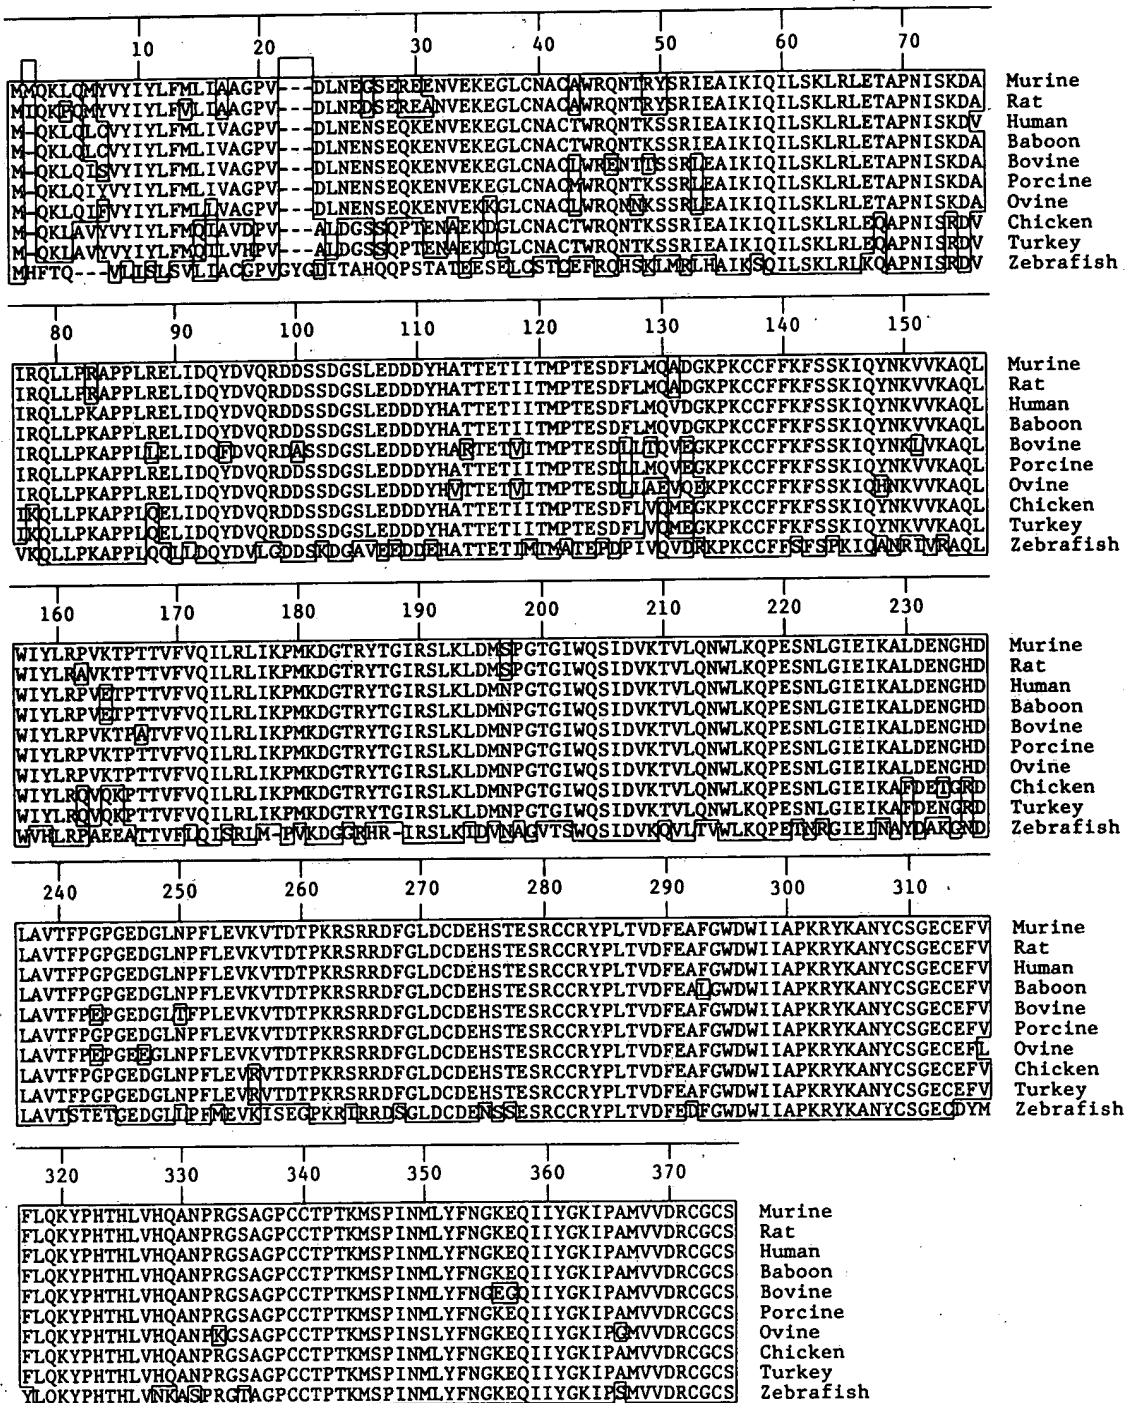 10 20 30 40 50 60 70
MMQKLQMYVYIYLFMLIAAGPV---DLNEGSEREENVEKEGLCNACAWRQNTRYSRIEAIKIQILSKLRLETAPNISKDA Murine
MIQKPQMYVYIYLFVLIAAGPV---DLNEDSEREANVEKEGLCNACAWRQNTRYSRIEAIKIQILSKLRLETAPNISKDA Rat
M-QKLQLCVYIYLFMLIVAGPV---DLNENSEQKENVEKEGLCNACTWRQNTKSSRIEAIKIQILSKLRLETAPNISKDV Human
M-QKLQLCVYIYLFMLIVAGPV---DLNENSEQKENVEKEGLCNACTWRQNTKSSRIEAIKIQILSKLRLETAPNISKDA Baboon
M-QKLQISVYIYLFMLIVAGPV---DLNENSEQKENVEKEGLCNACLWRENTTSSRLEAIKIQILSKLRLETAPNISKDA Bovine
M-QKLQIYVYIYLFMLIVAGPV---DLNENSEQKENVEKEGLCNACMWRQNTKSSRLEAIKIQILSKLRLETAPNISKDA Porcine
M-QKLQIFVYIYLFMLLVAGPV---DLNENSEQKENVEKKGLCNACLWRQNNKSSRLEAIKIQILSKLRLETAPNISKDA Ovine
M-QKLAVYVYIYLFMQIAVDPV---ALDGSSQPTENAEKDGLCNACTWRQNTKSSRIEAIKIQILSKLRLEQAPNISRDV Chicken
M-QKLAVYVYIYLFMQILVHPV---ALDGSSQPTENAEKDGLCNACTWRQNTKSSRIEAIKIQILSKLRLEQAPNISRDV Turkey
MHFTQ---VLISLSVLIACGPVGYGDITAHQQPSTATEESELCSTCEFRQHSKLMRLHAIKSQILSKLRLKQAPNISRDV Zebrafish
80 90 100 110 120 130 140 150
IRQLLPRAPPLRELIDQYDVQRDDSSDGSLEDDDYHATTETIITMPTESDFLMQADGKPKCCFFKFSSKIQYNKVVKAQL Murine
IRQLLPRAPPLRELIDQYDVQRDDSSDGSLEDDDYHATTETIITMPTESDFLMQADGKPKCCFFKFSSKIQYNKVVKAQL Rat
IRQLLPKAPPLRELIDQYDVQRDDSSDGSLEDDDYHATTETIITMPTESDFLMQVDGKPKCCFFKFSSKIQYNKVVKAQL Human
IRQLLPKAPPLRELIDQYDVQRDDSSDGSLEDDDYHATTETIITMPTESDFLMQVDGKPKCCFFKFSSKIQYNKVVKAQL Baboon
IRQLLPKAPPLLELIDQFDVQRDASSDGSLEDDDYHARTETVITMPTESDLLTQVEGKPKCCFFKFSSKIQYNKLVKAQL Bovine
IRQLLPKAPPLRELIDQYDVQRDDSSDGSLEDDDYHATTETIITMPTESDLLMQVEGKPKCCFFKFSSKIQYNKVVKAQL Porcine
IRQLLPKAPPLRELIDQYDVQRDDSSDGSLEDDDYHVTTETVITMPTESDLLAEVQEKPKCCFFKFSSKIQHNKVVKAQL Ovine
IKQLLPKAPPLQELIDQYDVQRDDSSDGSLEDDDYHATTETIITMPTESDFLVQMEGKPKCCFFKFSSKIQYNKVVKAQL Chicken
IKQLLPKAPPLQELIDQYDVQRDDSSDGSLEDDDYHATTETIITMPTESDFLVQMEGKPKCCFFKFSSKIQYNKVVKAQL Turkey
VKQLLPKAPPLQQLLDQYDVLGDDSKDGAVEEDDEHATTETIMTMATEPDPIVQVDRKPKCCFFSFSPKIQANRIVRAQL Zebrafish
160 170 180 190 200 210 220 230
WIYLRPVKTPTTVFVQILRLIKPMKDGTRYTGIRSLKLDMSPGTGIWQSIDVKTVLQNWLKQPESNLGIEIKALDENGHD Murine
WIYLRAVKTPTTVFVQILRLIKPMKDGTRYTGIRSLKLDMSPGTGIWQSIDVKTVLQNWLKQPESNLGIEIKALDENGHD Rat
WIYLRPVETPTTVFVQILRLIKPMKDGTRYTGIRSLKLDMNPGTGIWQSIDVKTVLQNWLKQPESNLGIEIKALDENGHD Human
WIYLRPVETPTTVFVQILRLIKPMKDGTRYTGIRSLKLDMNPGTGIWQSIDVKTVLQNWLKQPESNLGIEIKALDENGHD Baboon
WIYLRPVKTPATVFVQILRLIKPMKDGTRYTGIRSLKLDMNPGTGIWQSIDVKTVLQNWLKQPESNLGIEIKALDENGHD Bovine
WIYLRPVKTPTTVFVQILRLIKPMKDGTRYTGIRSLKLDMNPGTGIWQSIDVKTVLQNWLKQPESNLGIEIKALDENGHD Porcine
WIYLRPVKTPTTVFVQILRLIKPMKDGTRYTGIRSLKLDMNPGTGIWQSIDVKTVLQNWLKQPESNLGIEIKALDENGHD Ovine
WIYLRQVQKPTTVFVQILRLIKPMKDGTRYTGIRSLKLDMNPGTGIWQSIDVKTVLQNWLKQPESNLGIEIKAFDETGRD Chicken
WIYLRQVQKPTTVFVQILRLIKPMKDGTRYTGIRSLKLDMNPGTGIWQSIDVKTVLQNWLKQPESNLGIEIKAFDENGRD Turkey
WVHLRPAEEATTVFLQISRLM-PVKDGGRHR-IRSLKIDVNAGVTSWQSIDVKQVLTVWLKQPETNRGIEINAYDAKGND Zebrafish
240 250 260 270 280 290 300 310
LAVTFPGPGEDGLNPFLEVKVTDTPKRSRRDFGLDCDEHSTESRCCRYPLTVDFEAFGWDWIIAPKRYKANYCSGECEFV Murine
LAVTFPGPGEDGLNPFLEVKVTDTPKRSRRDFGLDCDEHSTESRCCRYPLTVDFEAFGWDWIIAPKRYKANYCSGECEFV Rat
LAVTFPGPGEDGLNPFLEVKVTDTPKRSRRDFGLDCDEHSTESRCCRYPLTVDFEAFGWDWIIAPKRYKANYCSGECEFV Human
LAVTFPGPGEDGLNPFLEVKVTDTPKRSRRDFGLDCDEHSTESRCCRYPLTVDFEALGWDWIIAPKRYKANYCSGECEFV Baboon
LAVTFPEPGEDGLTPFLEVKVTDTPKRSRRDFGLDCDEHSTESRCCRYPLTVDFEAFGWDWIIAPKRYKANYCSGECEFV Bovine
LAVTFPGPGEDGLNPFLEVKVTDTPKRSRRDFGLDCDEHSTESRCCRYPLTVDFEAFGWDWIIAPKRYKANYCSGECEFV Porcine
LAVTFPEPGEEGLNPFLEVKVTDTPKRSRRDFGLDCDEHSTESRCCRYPLTVDFEAFGWDWIIAPKRYKANYCSGECEFL Ovine
LAVTFPGPGEDGLNPFLEVRVTDTPKRSRRDFGLDCDEHSTESRCCRYPLTVDFEAFGWDWIIAPKRYKANYCSGECEFV Chicken
LAVTFPGPGEDGLNPFLEVRVTDTPKRSRRDFGLDCDEHSTESRCCRYPLTVDFEAFGWDWIIAPKRYKANYCSGECEFV Turkey
LAVTSTETGEDGLLPFMEVKISEGPKRIRRDSGLDCDENSSESRCCRYPLTVDFEDFGWDWIIAPKRYKANYCSGECDYM Zebrafish
320 330 340 350 360 370
FLQKYPHTHLVHQANPRGSAGPCCTPTKMSPINMLYFNGKEQIIYGKIPAMVVDRCGCS Murine
FLQKYPHTHLVHQANPRGSAGPCCTPTKMSPINMLYFNGKEQIIYGKIPAMVVDRCGCS Rat
FLQKYPHTHLVHQANPRGSAGPCCTPTKMSPINMLYFNGKEQIIYGKIPAMVVDRCGCS Human
FLQKYPHTHLVHQANPRGSAGPCCTPTKMSPINMLYFNGKEQIIYGKIPAMVVDRCGCS Baboon
FLQKYPHTHLVHQANPRGSAGPCCTPTKMSPINMLYFNGEGQIIYGKIPAMVVDRCGCS Bovine
FLQKYPHTHLVHQANPRGSAGPCCTPTKMSPINMLYFNGKEQIIYGKIPAMVVDRCGCS Porcine
FLQKYPHTHLVHQANPKGSAGPCCTPTKMSPINSLYFNGKEQIIYGKIPGMVVDRCGCS Ovine
FLQKYPHTHLVHQANPRGSAGPCCTPTKMSPINMLYFNGKEQIIYGKIPAMVVDRCGCS Chicken
FLQKYPHTHLVHQANPRGSAGPCCTPTKMSPINMLYFNGKEQIIYGKIPAMVVDRCGCS Turkey
YLQKYPHTHLVNKASPRGTAGPCCTPTKMSPINMLYFNGKEQIIYGKIPSMVVDRCGCS Zebrafish